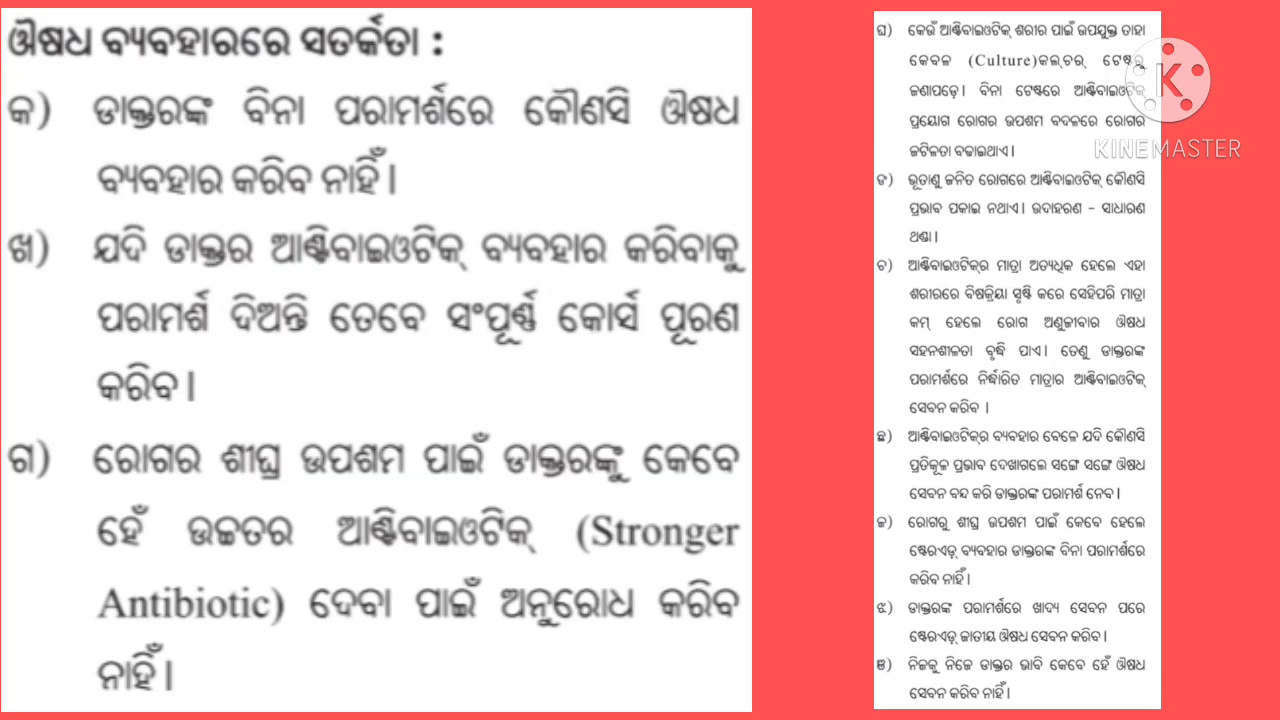 ଔଷଧ ବ୍ୟବହାରରେ ସତର୍କତା :
କ) ଡାକ୍ତରଙ୍କ ବିନା ପରାମର୍ଶରେ କୌଣସି ଔଷଧ
ବ୍ୟବହାର କରିବ ନାହିଁ।
ଖ) ଯଦି ଡାକ୍ତର ଆଣ୍ଟିବାଇଓଟିକ୍ ବ୍ୟବହାର କରିବାକୁ
ପରାମର୍ଶ ଦିଅନ୍ତି ତେବେ ସଂପୂର୍ଣ୍ଣ କୋର୍ସ ପୂରଣ
କରିବ।
ଗ) ରୋଗର ଶୀଘ୍ର ଉପଶମ ପାଇଁ ଡାକ୍ତରଙ୍କୁ କେବେ
ହେଁ ଉଚ୍ଚତର ଆଣ୍ଟିବାଇଓଟିକ୍ (Stronger
Antibiotic) ଦେବା ପାଇଁ ଅନୁରୋଧ କରିବ
ନାହିଁ।
ଘ) କେଉଁ ଆଣ୍ଟିବାଇଓଟିକ୍ ଶରୀର ପାଇଁ ଉପଯୁକ୍ତ ତାହା
କେବଳ (Culture)କଲ୍‌ଚର୍ ଟେଷ୍ଟରୁ
ଜଣାପଡ଼େ। ବିନା ଟେଷ୍ଟରେ ଆଣ୍ଟିବାଇଓଟିକ୍
ପ୍ରୟୋଗ ରୋଗର ଉପଶମ ବଦଳରେ ରୋଗର
ଜଟିଳତା ବଢାଇଥାଏ।
ଙ) ଭୂତାଣୁ ଜନିତ ରୋଗରେ ଆଣ୍ଟିବାଇଓଟିକ୍ କୌଣସି
ପ୍ରଭାବ ପକାଇ ନଥାଏ। ଉଦାହରଣ - ସାଧାରଣ
ଥଣ୍ଡା।
ଚ) ଆଣ୍ଟିବାଇଓଟିକ୍‌ର ମାତ୍ରା ଅତ୍ୟଧିକ ହେଲେ ଏହା
ଶରୀରରେ ବିଷକ୍ରିୟା ସୃଷ୍ଟି କରେ ସେହିପରି ମାତ୍ରା
କମ୍ ହେଲେ ରୋଗ ଅଣୁଜୀବାର ଔଷଧ
ସହନଶୀଳତା ବୃଦ୍ଧି ପାଏ। ତେଣୁ ଡାକ୍ତରଙ୍କ
ପରାମର୍ଶରେ ନିର୍ଦ୍ଧାରିତ ମାତ୍ରାର ଆଣ୍ଟିବାଇଓଟିକ୍
ସେବନ କରିବ ।
ଛ) ଆଣ୍ଟିବାଇଓଟିକ୍‌ର ବ୍ୟବହାର ବେଳେ ଯଦି କୌଣସି
ପ୍ରତିକୂଳ ପ୍ରଭାବ ଦେଖାଗଲେ ସଙ୍ଗେ ସଙ୍ଗେ ଔଷଧ
ସେବନ ବନ୍ଦ କରି ଡାକ୍ତରଙ୍କ ପରାମର୍ଶ ନେବ।
ଜ) ରୋଗରୁ ଶୀଘ୍ର ଉପଶମ ପାଇଁ କେବେ ହେଲେ
ଷ୍ଟେରଏଡ୍ ବ୍ୟବହାର ଡାକ୍ତରଙ୍କ ବିନା ପରାମର୍ଶରେ
କରିବ ନାହିଁ।
ଝ) ଡାକ୍ତରଙ୍କ ପରାମର୍ଶରେ ଖାଦ୍ୟ ସେବନ ପରେ
ଷ୍ଟେରଏଡ୍ ଜାତୀୟ ଔଷଧ ସେବନ କରିବ।
ଞ) ନିଜକୁ ନିଜେ ଡାକ୍ତର ଭାବି କେବେ ହେଁ ଔଷଧ
ସେବନ କରିବ ନାହିଁ।
K
KINEMASTER